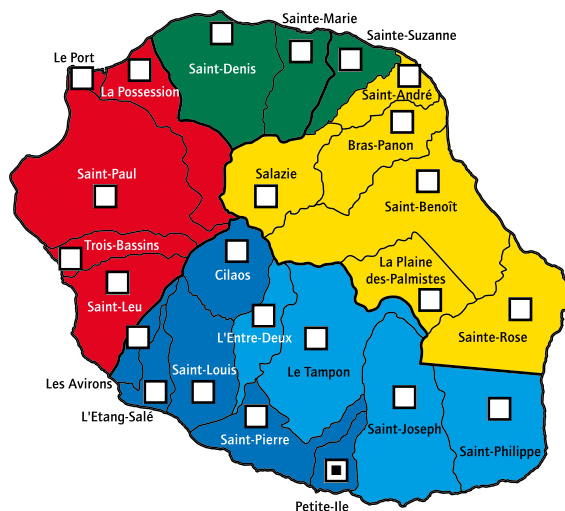 Sainte-Marie
Sainte-Suzanne
Le Port
Saint-Denis
La Possession
Saint-André
Bras-Panon
Saint-Paul
Salazie
Saint-Benoît
Trois-Bassins
La Plaine
des-Palmistes
Cilaos
Saint-Leu
Sainte-Rose
L'Entre-Deux
Les Avirons
Saint-Louis
Le Tampon
L'Etang-Salé
Saint-Pierre
Saint-Joseph
Saint-Philippe
Petite-Ile